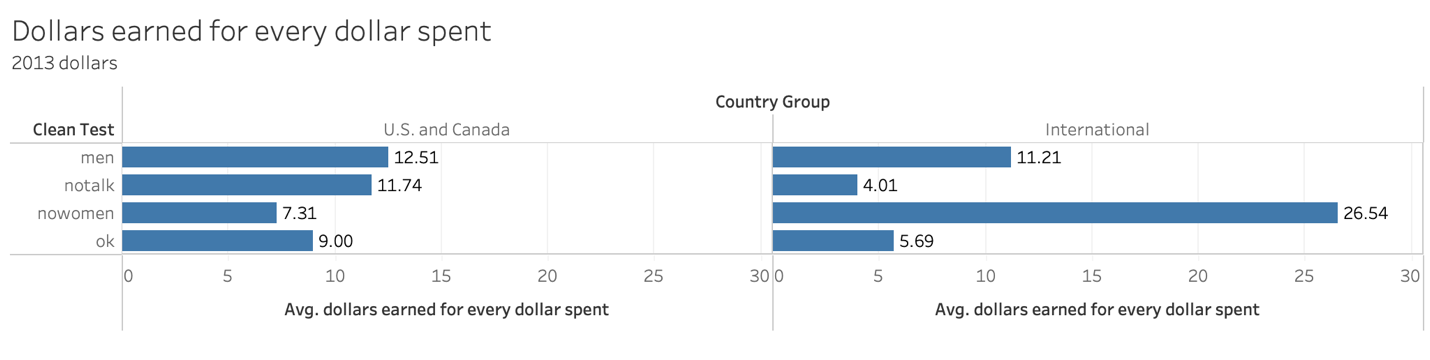 Dollars earned for every dollar spent
2013 dollars
Country Group
Clean Test U.S. and Canada International
men 12.51 11.21
notalk 11.74 4.01
nowomen 7.31 26.54
ok 9.00 5.69
0 5 10 15 20 25 30 0 5 10 15 20 25 30
Avg. dollars earned for every dollar spent Avg. dollars earned for every dollar spent